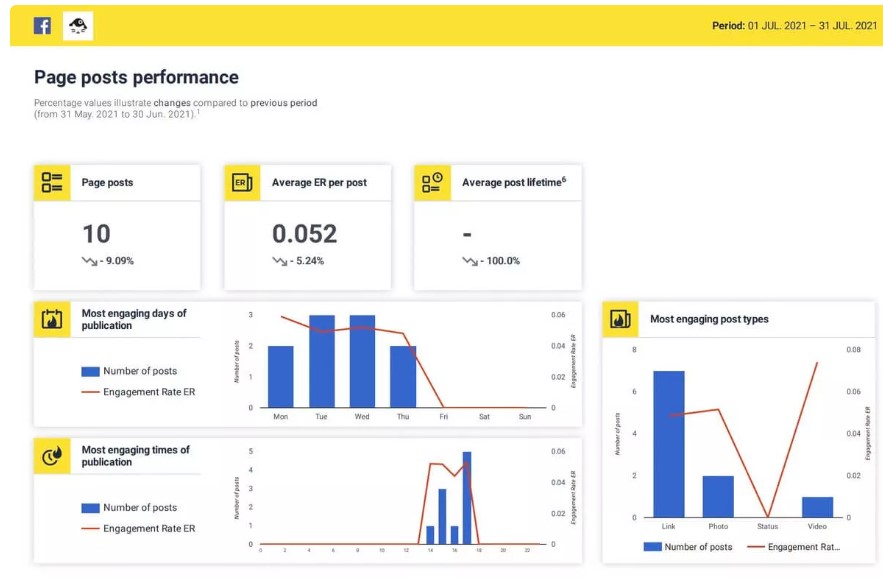 f
Period: 01 JUL. 2021 – 31 JUL. 2021
Page posts performance
Percentage values illustrate changes compared to previous period
(from 31 May. 2021 to 30 Jun. 2021).1
Page posts
10
- 9.09%
ER
Average ER per post
0.052
- 5.24%
Average post lifetime6
-
- 100.0%
Most engaging days of
publication
Number of posts
Engagement Rate ER
3
2
1
0
Number of posts
Mon Tue Wed Thu Fri Sat Sun
0.06
0.04
0.02
0
Engagement Rate ER
Most engaging times of
publication
Number of posts
Engagement Rate ER
5
4
3
2
1
0
Number of posts
0 2 4 6 8 10 12 14 16 18 20 22
0.06
0.04
0.02
0
Engagement Rate ER
Most engaging post types
8
6
4
2
0
Number of posts
Link Photo Status Video
0.08
0.06
0.04
0.02
0
Engagement Rate ER
Number of posts Engagement Rat...